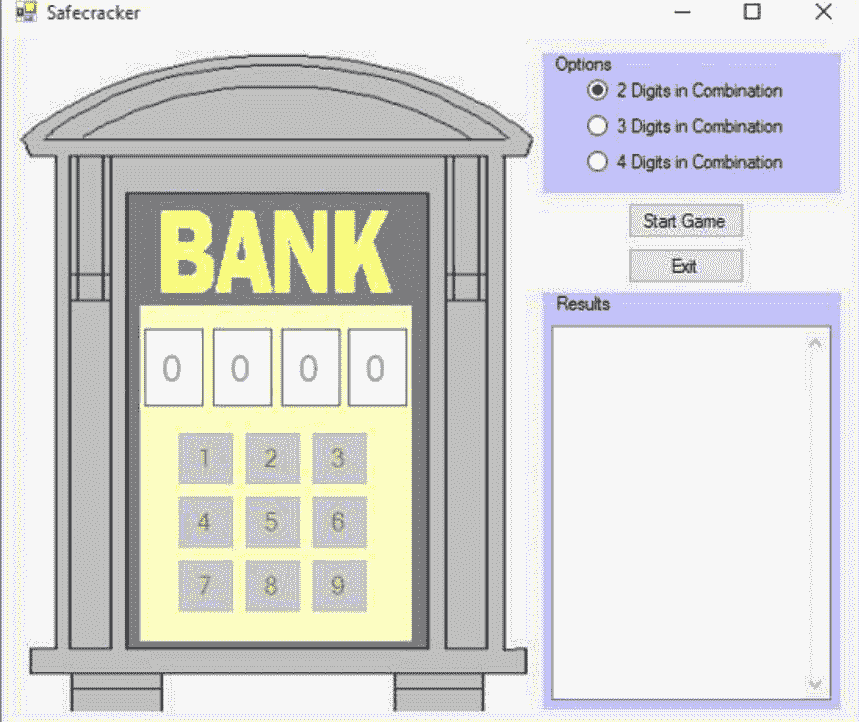 Safecracker
BANK
0 0 0 0
1 2 3
4 5 6
7 8 9
Options
2 Digits in Combination
3 Digits in Combination
4 Digits in Combination
Start Game
Exit
Results